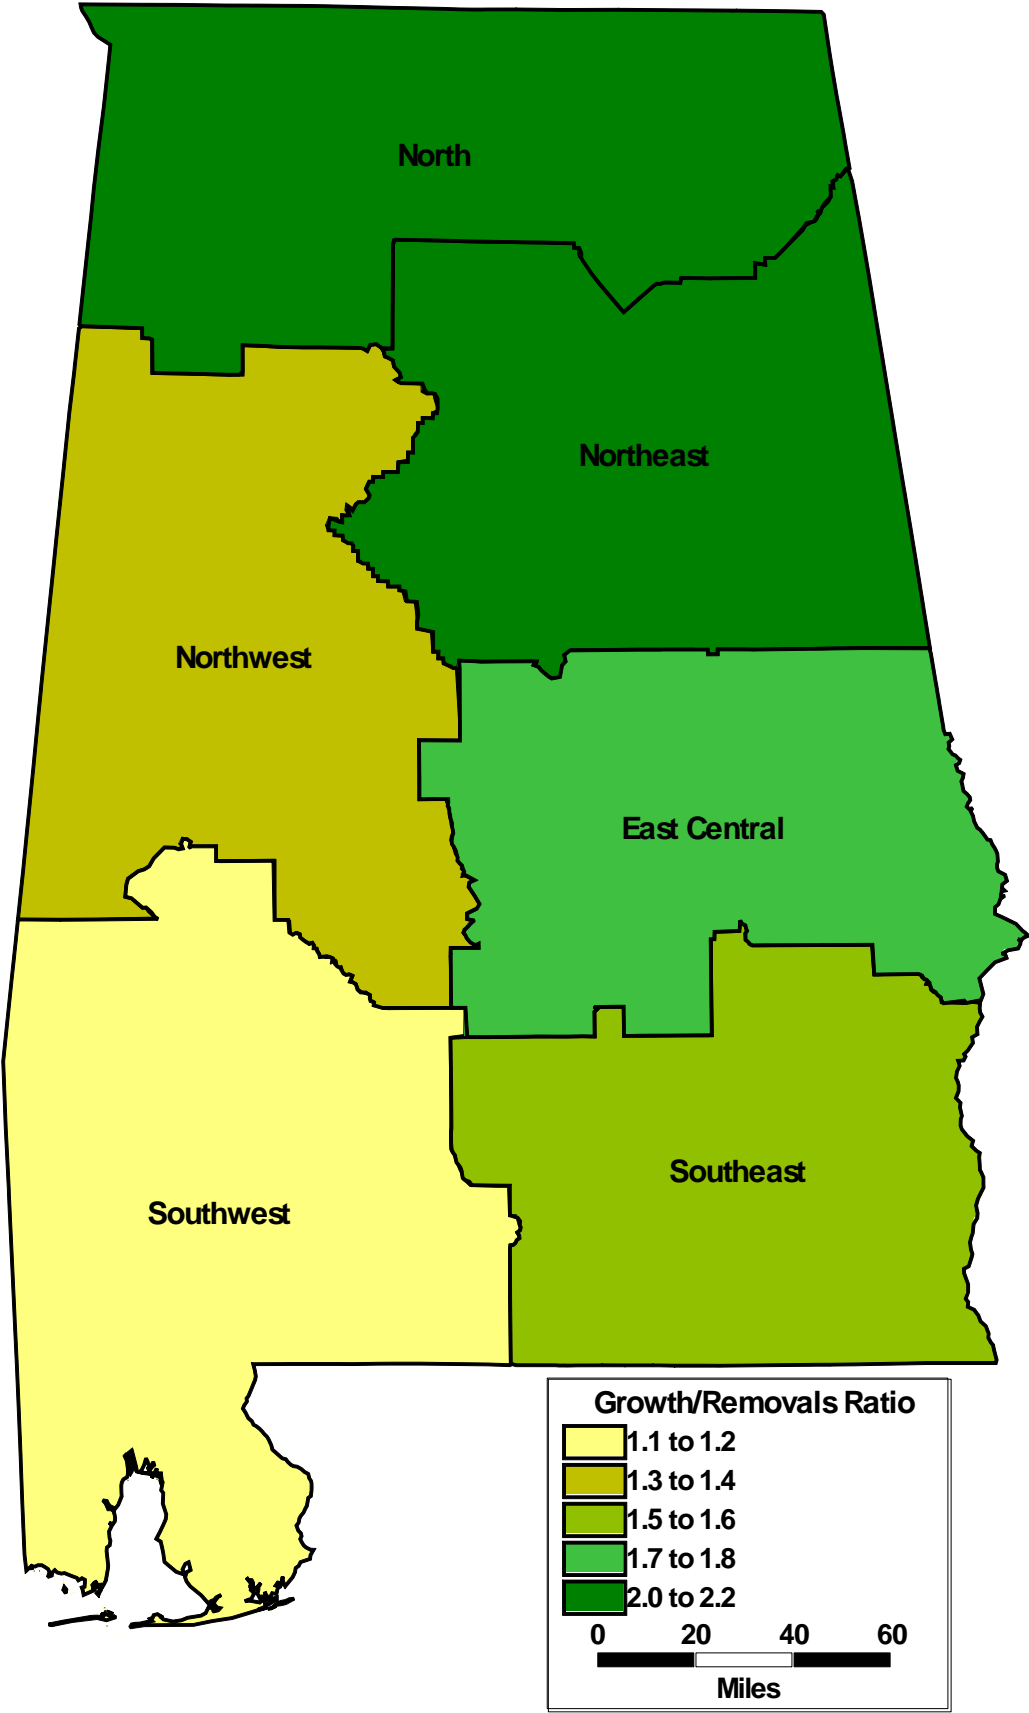 North
Northeast
Northwest
East Central
Southeast
Southwest
Growth/Removals Ratio
1.1 to 1.2
1.3 to 1.4
1.5 to 1.6
1.7 to 1.8
2.0 to 2.2
0 20 40 60
Miles